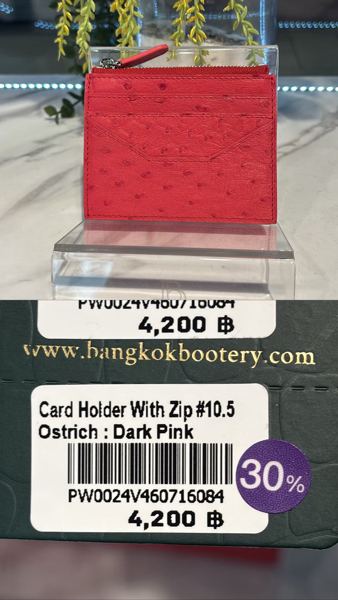 PW0024V460716084
4,200 ฿
www.bangkokbootery.com
Card Holder With Zip #10.5
Ostrich : Dark Pink
30%
PW0024V460716084
4,200 ฿